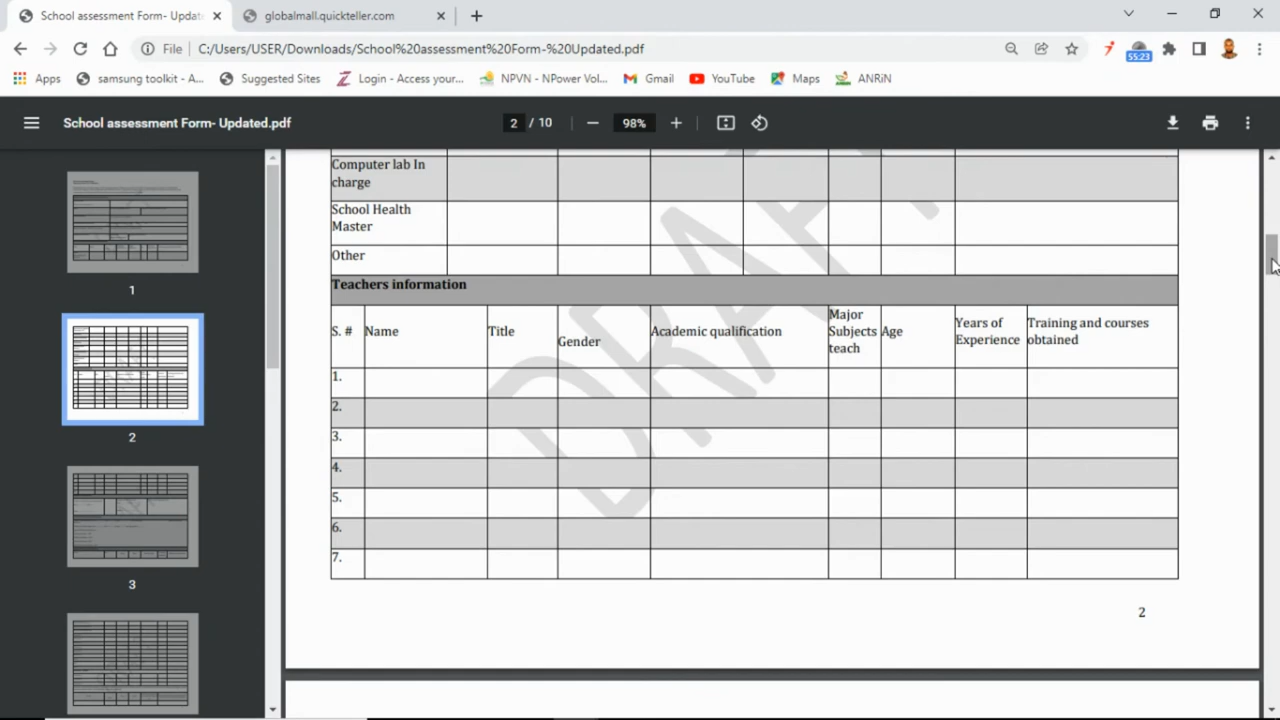 School assessment Form- Updat
globalmall.quickteller.com
File
C:/Users/USER/Downloads/School%20assessment%20Form-%20Updated.pdf
55:23
Apps
samsung toolkit - A...
Suggested Sites
Login - Access your...
NPVN - NPower Vol...
Gmail
YouTube
Maps
ANRiN
School assessment Form- Updated.pdf
2 / 10
98%
1
2
3
Computer lab In
charge
School Health
Master
Other
Teachers information
S. #
Name
Title
Gender
Academic qualification
Major
Subjects
teach
Age
Years of
Experience
Training and courses
obtained
1.
2.
3.
4.
5.
6.
7.
DRAFT
2